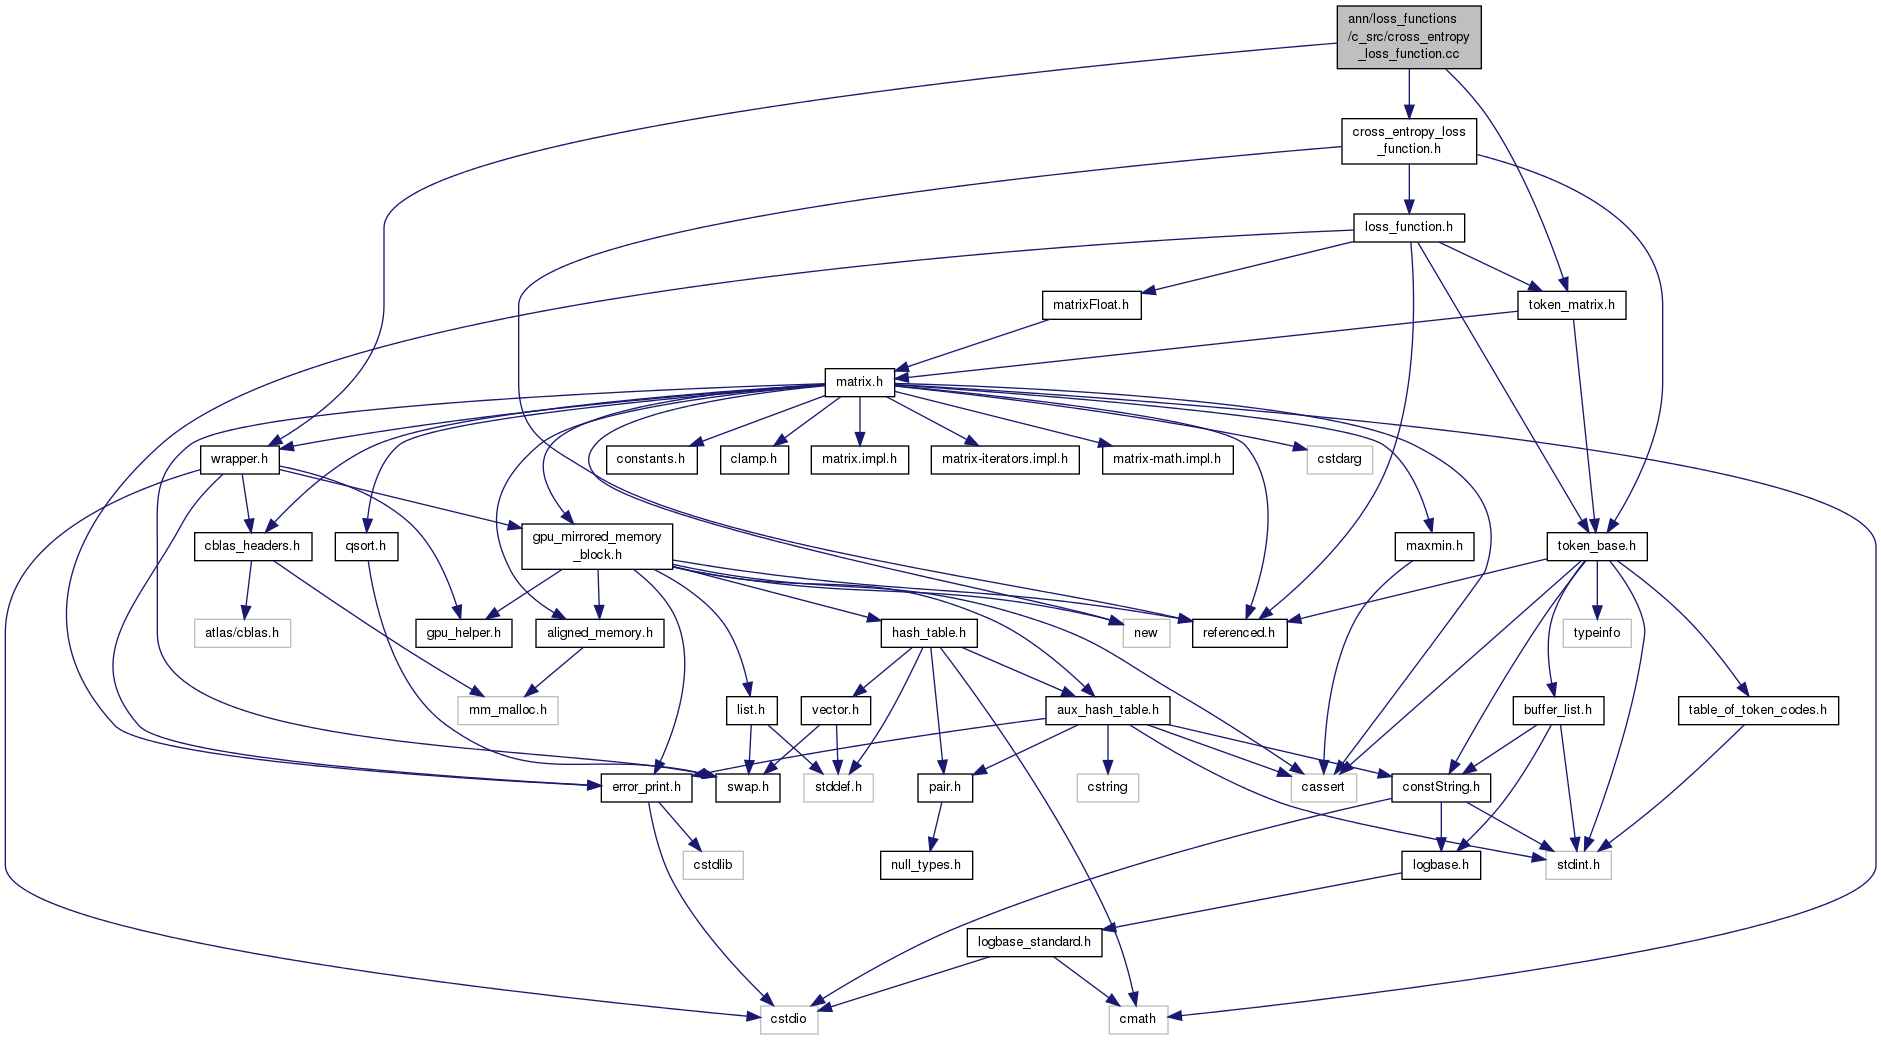 ann/loss_functions
/c_src/cross_entropy
_loss_function.cc
cross_entropy_loss
_function.h
loss_function.h
matrixFloat.h
token_matrix.h
matrix.h
wrapper.h
constants.h
clamp.h
matrix.impl.h
matrix-iterators.impl.h
matrix-math.impl.h
cstdarg
cblas_headers.h
qsort.h
gpu_mirrored_memory
_block.h
maxmin.h
token_base.h
atlas/cblas.h
gpu_helper.h
aligned_memory.h
hash_table.h
new
referenced.h
typeinfo
mm_malloc.h
list.h
vector.h
aux_hash_table.h
buffer_list.h
table_of_token_codes.h
error_print.h
swap.h
stddef.h
pair.h
cstring
cassert
constString.h
cstdlib
null_types.h
logbase.h
stdint.h
logbase_standard.h
cstdio
cmath